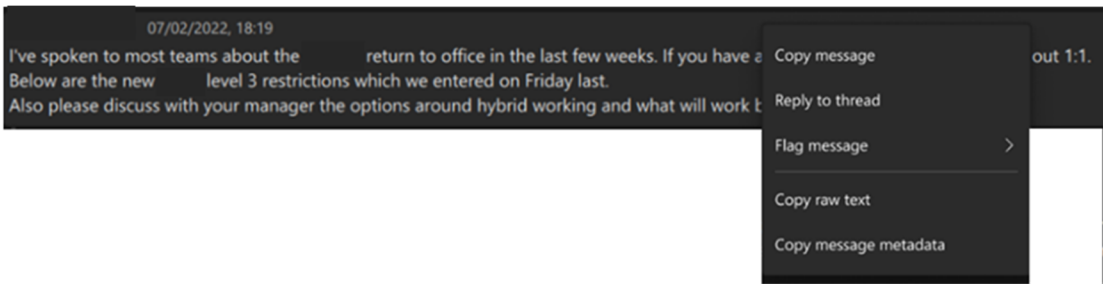 07/02/2022, 18:19
I've spoken to most teams about the return to office in the last few weeks. If you have a out 1:1.
Below are the new level 3 restrictions which we entered on Friday last.
Also please discuss with your manager the options around hybrid working and what will work b
Copy message
Reply to thread
Flag message
Copy raw text
Copy message metadata